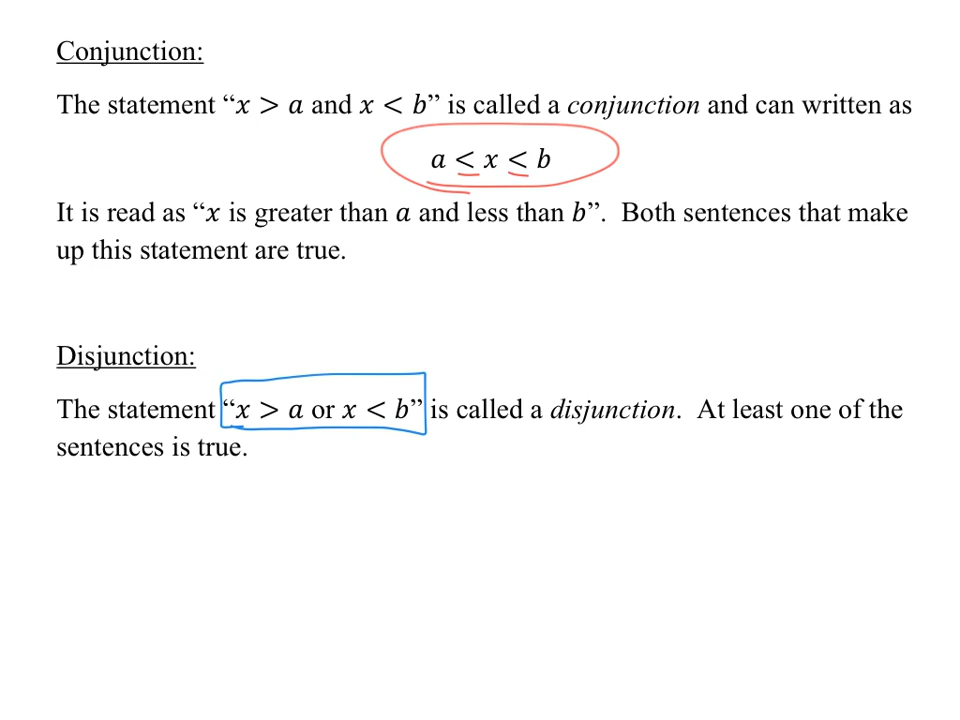 Conjunction:
The statement “𝑥 > 𝑎 and 𝑥 < 𝑏” is called a conjunction and can written as
𝑎 < 𝑥 < 𝑏
It is read as “𝑥 is greater than 𝑎 and less than 𝑏”.  Both sentences that make
up this statement are true.
Disjunction:
The statement “𝑥 > 𝑎 or 𝑥 < 𝑏” is called a disjunction.  At least one of the
sentences is true.